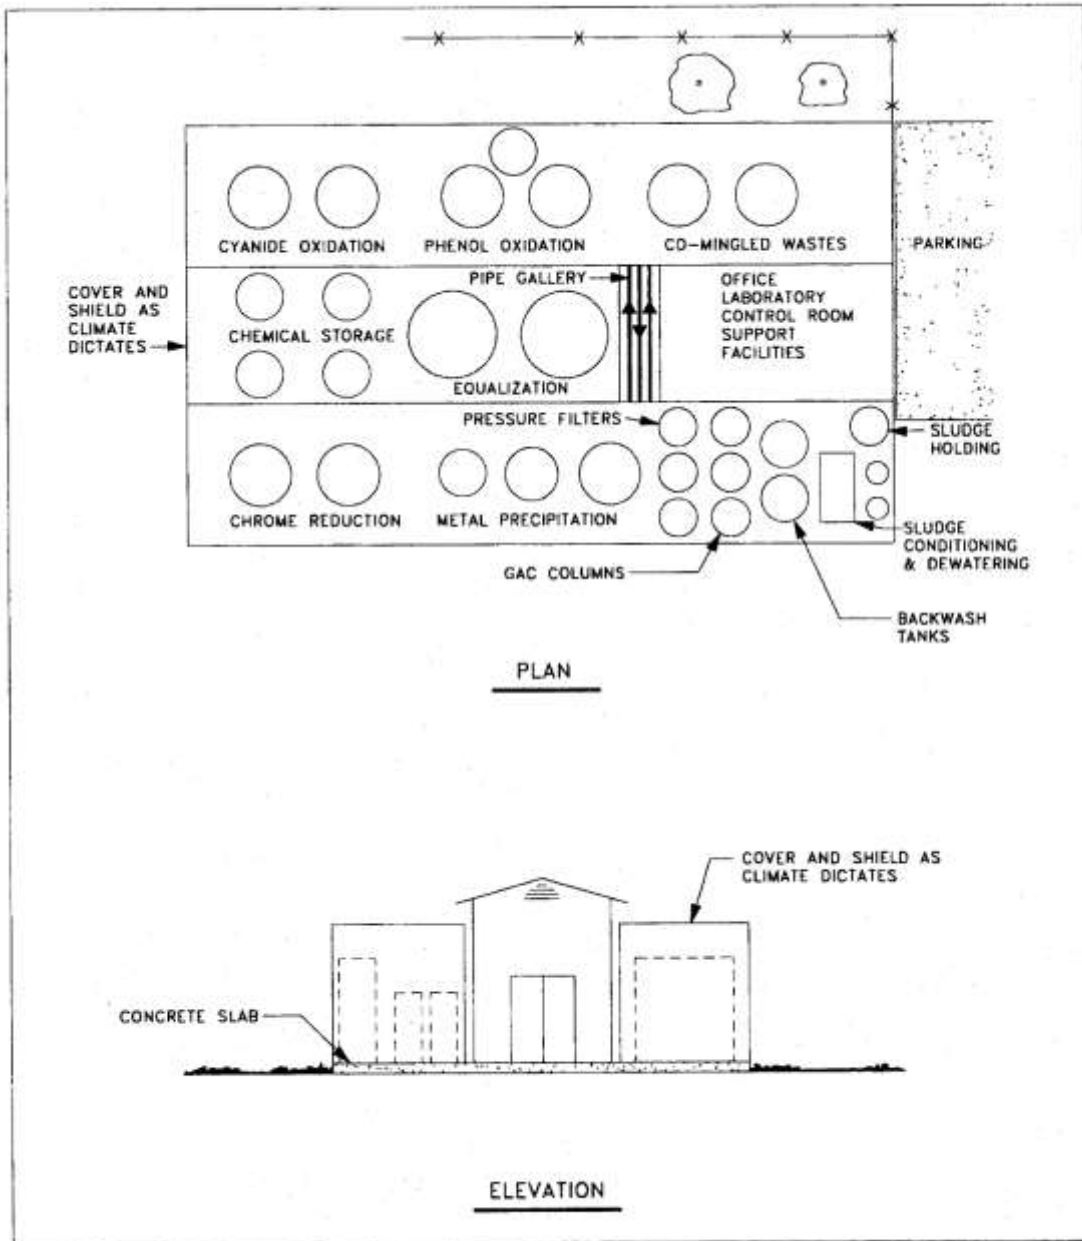 CYANIDE OXIDATION
PHENOL OXIDATION
CO-MINGLED WASTES
PARKING
COVER AND
SHIELD AS
CLIMATE
DICTATES
PIPE GALLERY
OFFICE
LABORATORY
CONTROL ROOM
SUPPORT
FACILITIES
CHEMICAL STORAGE
EQUALIZATION
PRESSURE FILTERS
SLUDGE
HOLDING
CHROME REDUCTION
METAL PRECIPITATION
SLUDGE
CONDITIONING
& DEWATERING
GAC COLUMNS
BACKWASH
TANKS
PLAN
COVER AND SHIELD AS
CLIMATE DICTATES
CONCRETE SLAB
ELEVATION